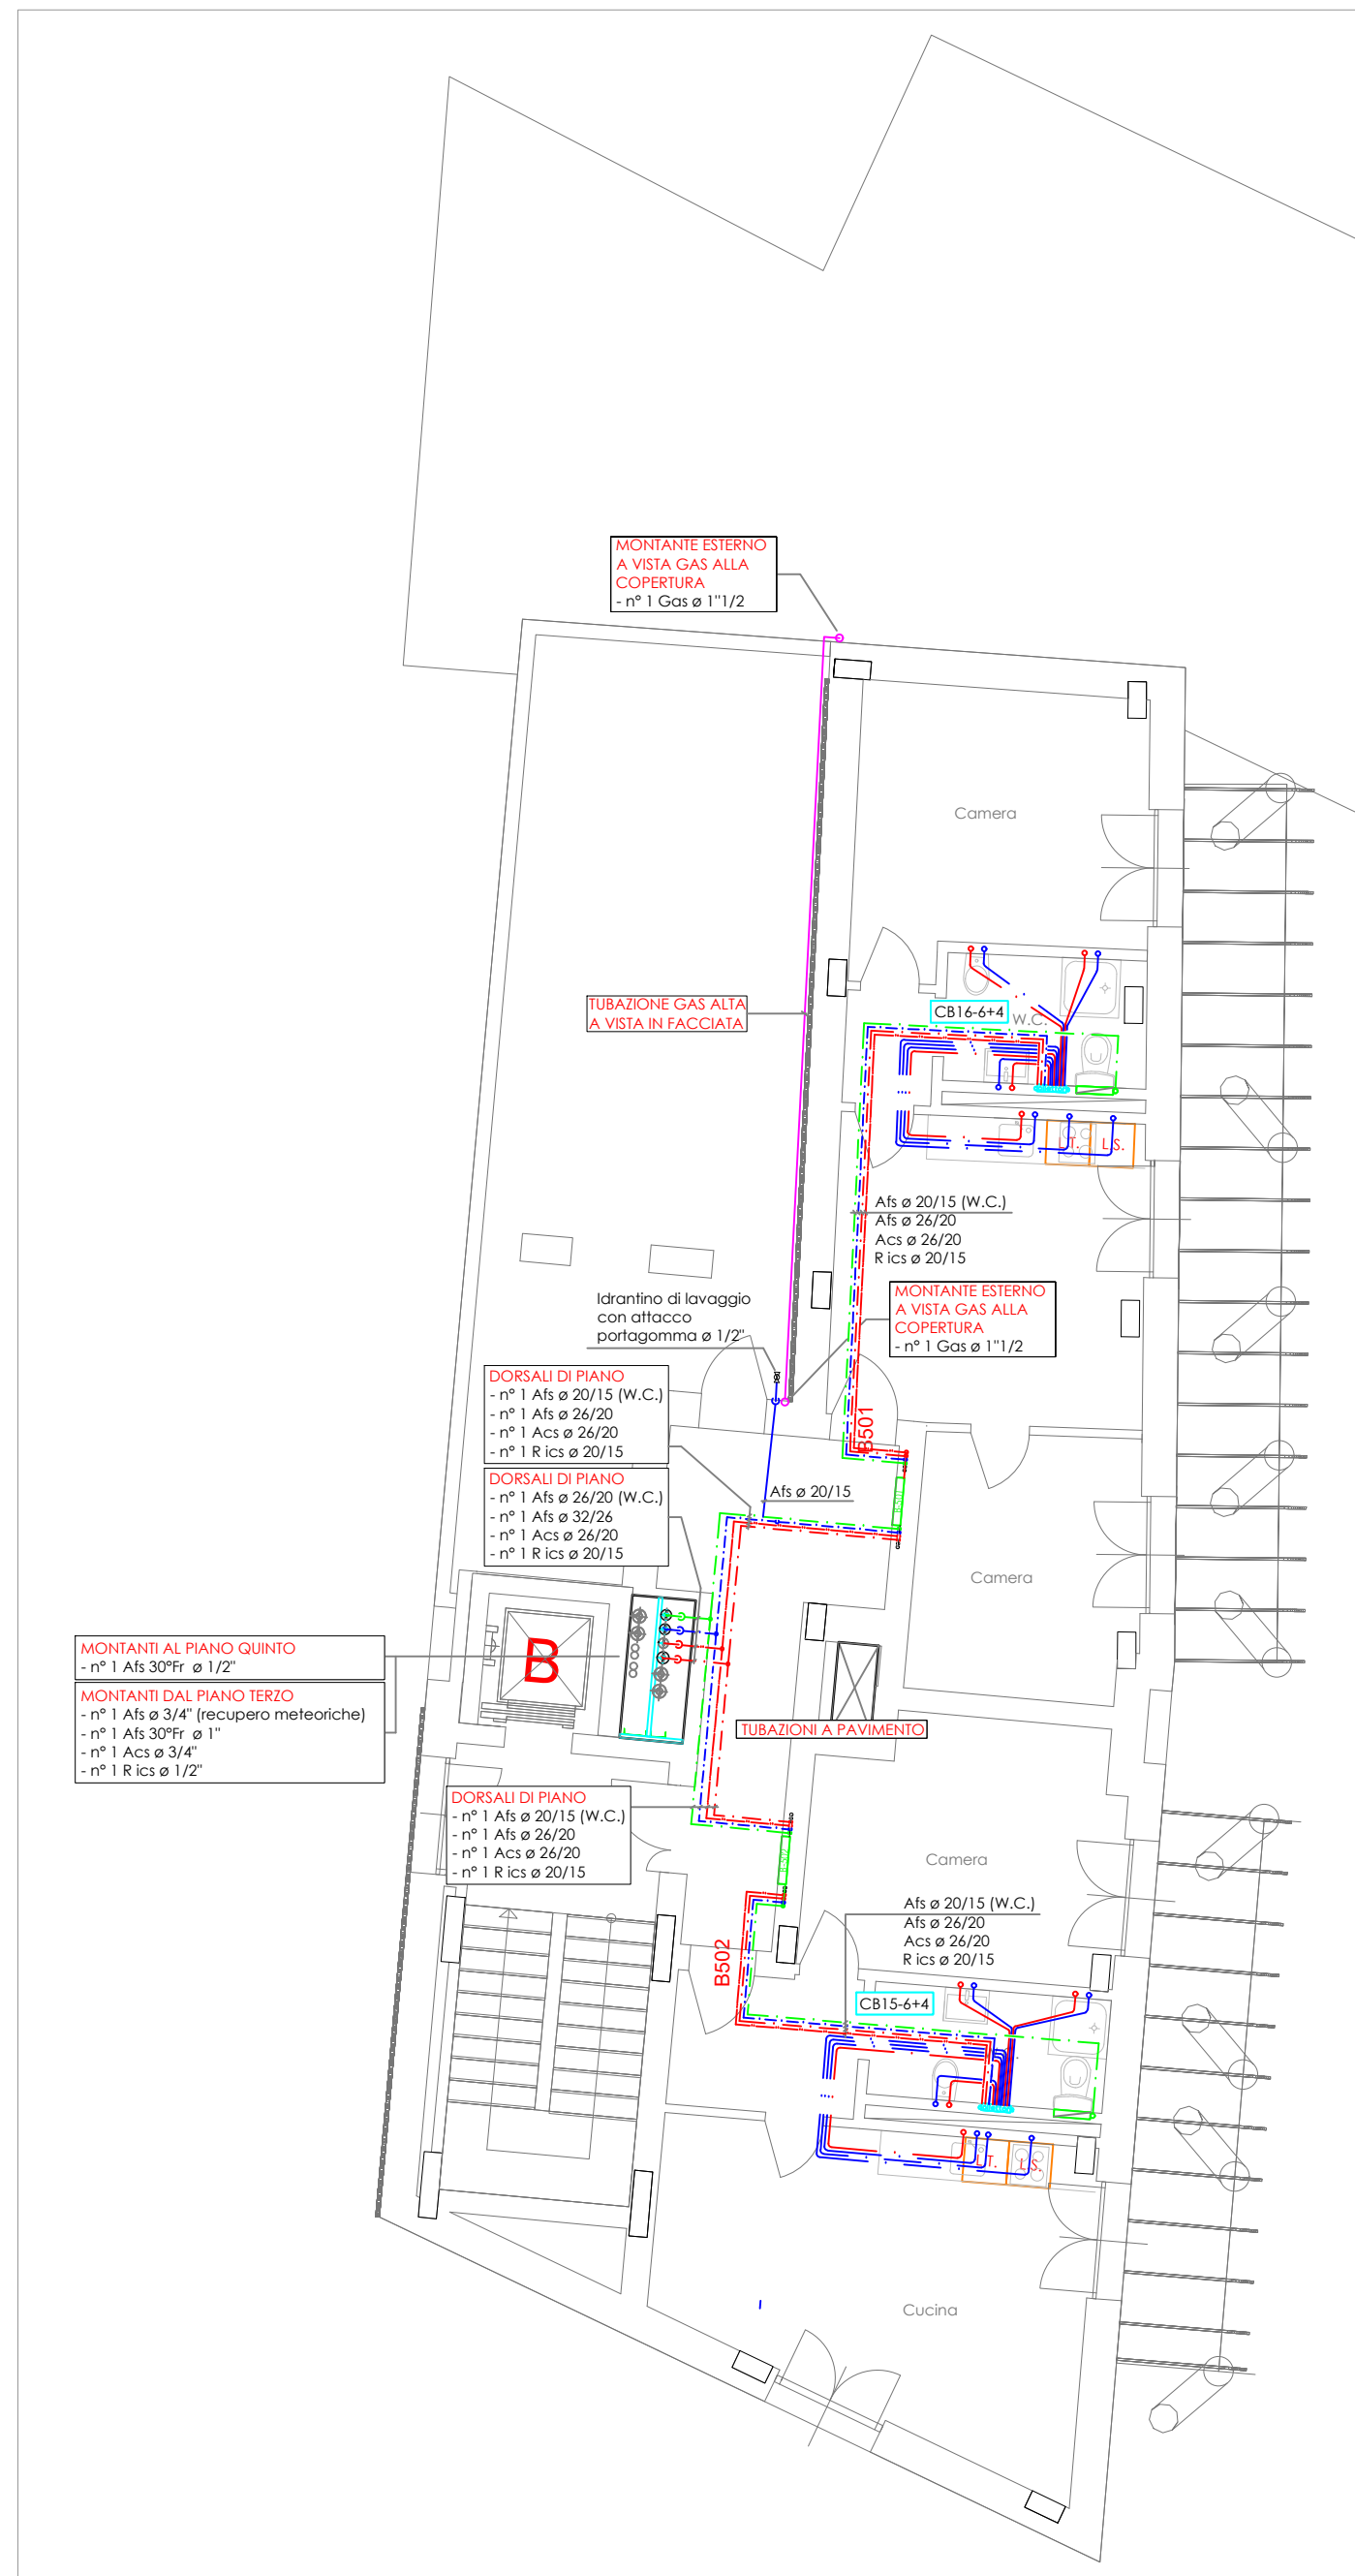 MONTANTE ESTERNO
A VISTA GAS ALLA
COPERTURA
- n° 1 Gas ø 1"1/2
Camera
TUBAZIONE GAS ALTA
A VISTA IN FACCIATA
CB16-6+4
W.C.
L.T.
L.S.
Afs ø 20/15 (W.C.)
Afs ø 26/20
Acs ø 26/20
R ics ø 20/15
Idrantino di lavaggio
con attacco
portagomma ø 1/2"
MONTANTE ESTERNO
A VISTA GAS ALLA
COPERTURA
- n° 1 Gas ø 1"1/2
DORSALI DI PIANO
- n° 1 Afs ø 20/15 (W.C.)
- n° 1 Afs ø 26/20
- n° 1 Acs ø 26/20
- n° 1 R ics ø 20/15
B501
DORSALI DI PIANO
- n° 1 Afs ø 26/20 (W.C.)
- n° 1 Afs ø 32/26
- n° 1 Acs ø 26/20
- n° 1 R ics ø 20/15
Afs ø 20/15
B-501
Camera
MONTANTI AL PIANO QUINTO
- n° 1 Afs 30°Fr ø 1/2"
B
MONTANTI DAL PIANO TERZO
- n° 1 Afs ø 3/4" (recupero meteoriche)
- n° 1 Afs 30°Fr ø 1"
- n° 1 Acs ø 3/4"
- n° 1 R ics ø 1/2"
TUBAZIONI A PAVIMENTO
DORSALI DI PIANO
- n° 1 Afs ø 20/15 (W.C.)
- n° 1 Afs ø 26/20
- n° 1 Acs ø 26/20
- n° 1 R ics ø 20/15
B-502
Camera
Afs ø 20/15 (W.C.)
Afs ø 26/20
Acs ø 26/20
R ics ø 20/15
B502
CB15-6+4
L.T.
L.S.
Cucina